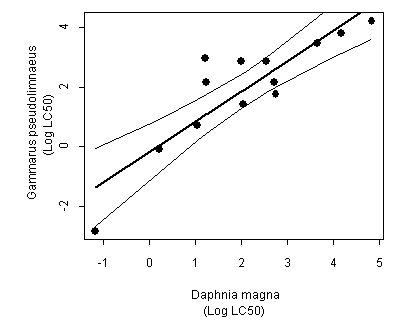 Gammarus pseudolimnaeus
(Log LC50)
4
2
0
-2
-1 0 1 2 3 4 5
Daphnia magna
(Log LC50)